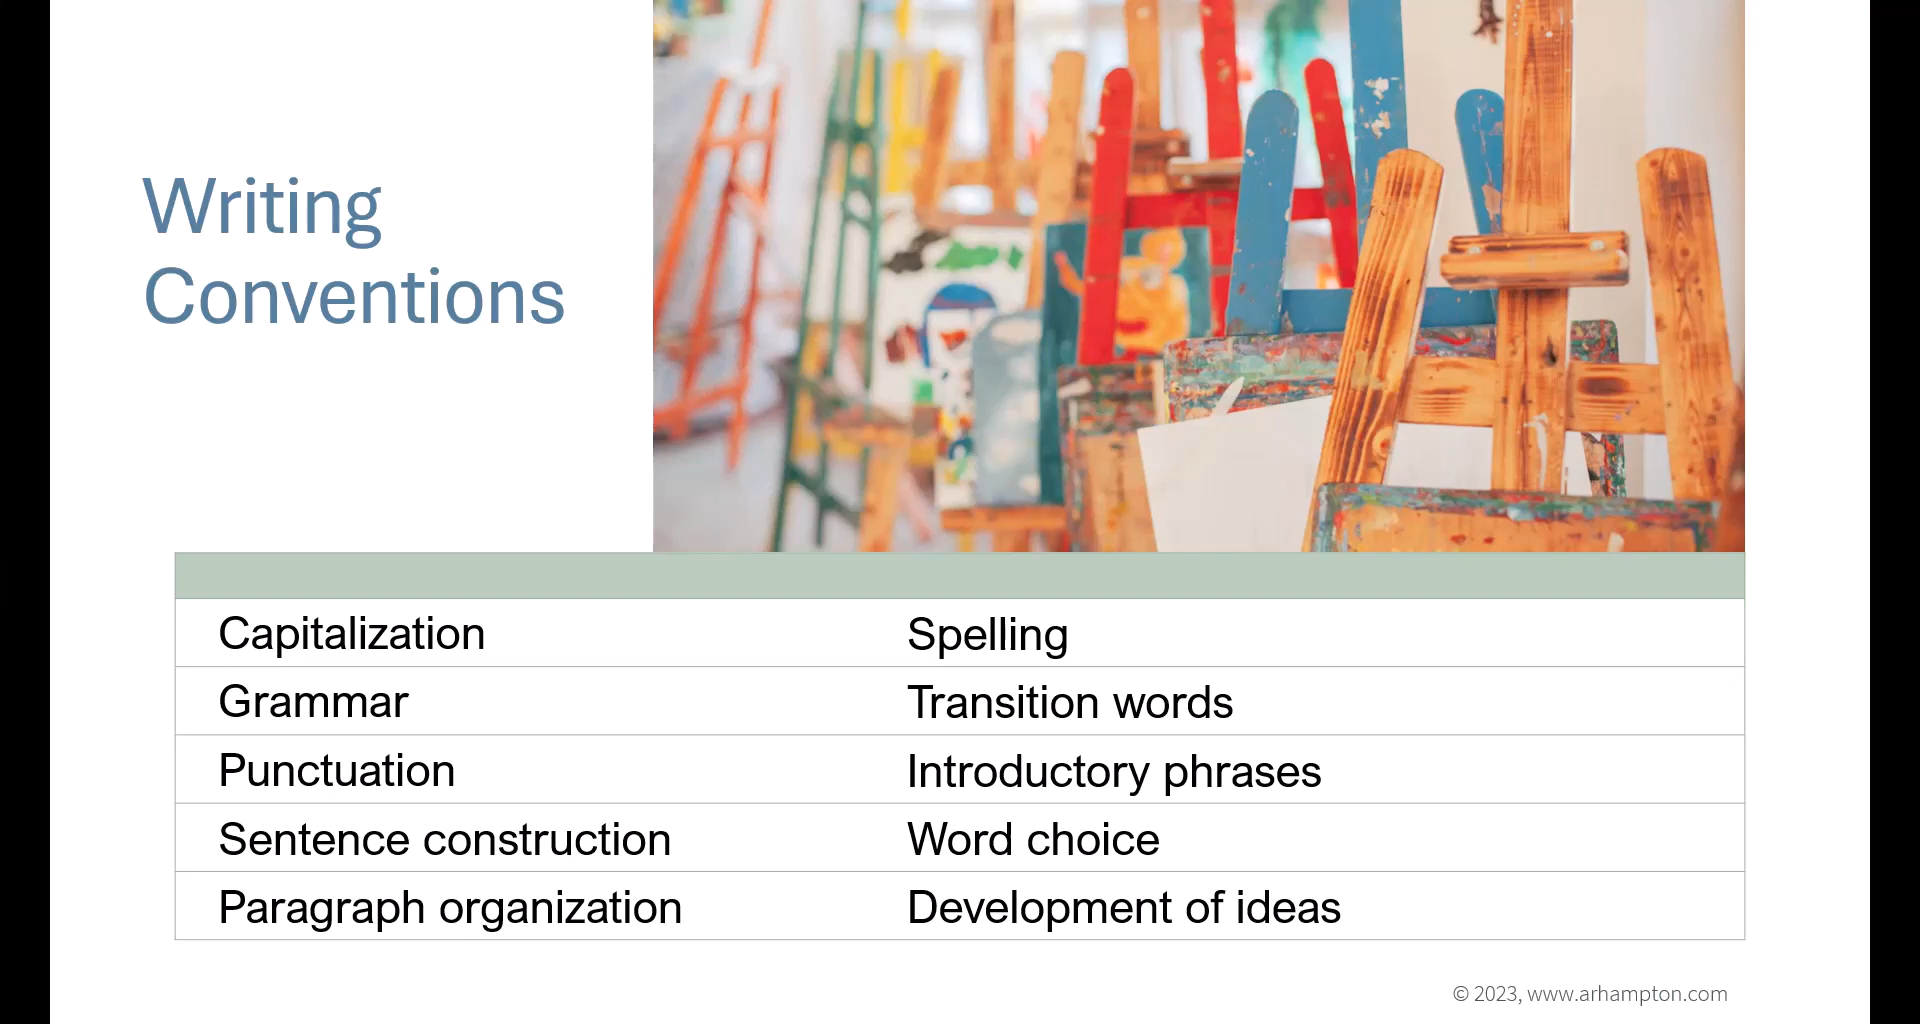 Writing
Conventions
Capitalization
Spelling
Grammar
Transition words
Punctuation
Introductory phrases
Sentence construction
Word choice
Paragraph organization
Development of ideas
© 2023, www.arhampton.com